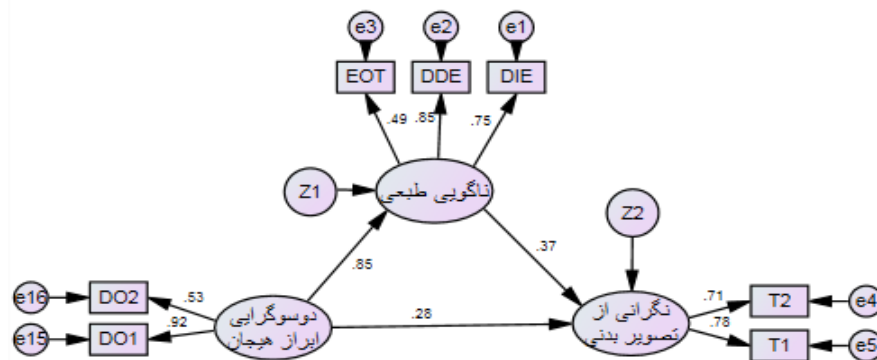 e3 e2 e1
EOT DDE DIE
.49 .85 .75
Z1
ناگویی طبعی
Z2
.85
.37
e16 DO2 .53
.28
دوسوگرایی
ابراز هیجان
نگرانی از
تصویر بدنی
.71 T2 e4
e15 DO1 .92
.78 T1 e5